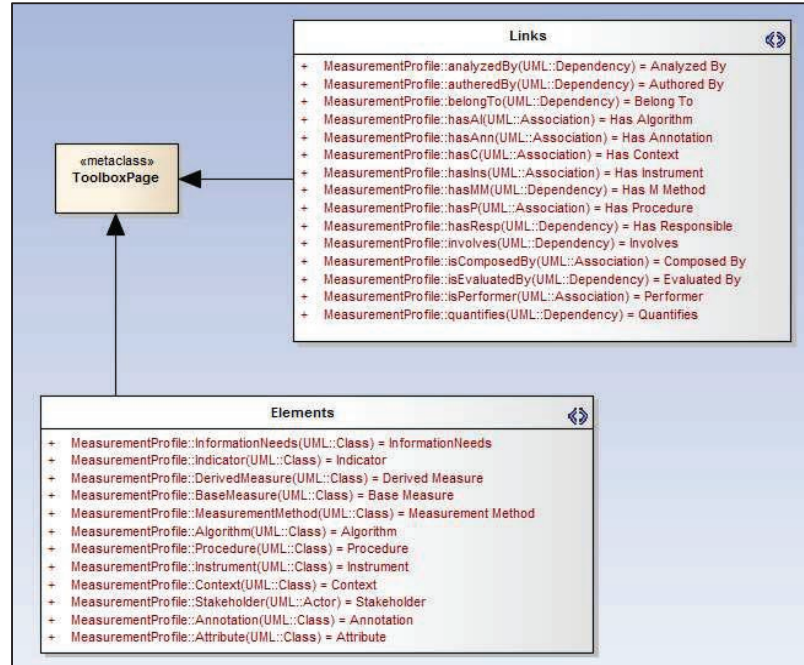 Links
+ MeasurementProfile::analyzedBy(UML::Dependency) = Analyzed By
+ MeasurementProfile::autheredBy(UML::Dependency) = Authored By
+ MeasurementProfile::belongTo(UML::Dependency) = Belong To
+ MeasurementProfile::hasAl(UML::Association) = Has Algorithm
+ MeasurementProfile::hasAnn(UML::Association) = Has Annotation
+ MeasurementProfile::hasC(UML::Association) = Has Context
+ MeasurementProfile::hasIns(UML::Association) = Has Instrument
+ MeasurementProfile::hasMM(UML::Dependency) = Has M Method
+ MeasurementProfile::hasP(UML::Association) = Has Procedure
+ MeasurementProfile::hasResp(UML::Dependency) = Has Responsible
+ MeasurementProfile::involves(UML::Dependency) = Involves
+ MeasurementProfile::isComposedBy(UML::Association) = Composed By
+ MeasurementProfile::isEvaluatedBy(UML::Dependency) = Evaluated By
+ MeasurementProfile::isPerformer(UML::Association) = Performer
+ MeasurementProfile::quantifies(UML::Dependency) = Quantifies
«metaclass»
ToolboxPage
Elements
+ MeasurementProfile::InformationNeeds(UML::Class) = InformationNeeds
+ MeasurementProfile::Indicator(UML::Class) = Indicator
+ MeasurementProfile::DerivedMeasure(UML::Class) = Derived Measure
+ MeasurementProfile::BaseMeasure(UML::Class) = Base Measure
+ MeasurementProfile::MeasurementMethod(UML::Class) = Measurement Method
+ MeasurementProfile::Algorithm(UML::Class) = Algorithm
+ MeasurementProfile::Procedure(UML::Class) = Procedure
+ MeasurementProfile::Instrument(UML::Class) = Instrument
+ MeasurementProfile::Context(UML::Class) = Context
+ MeasurementProfile::Stakeholder(UML::Actor) = Stakeholder
+ MeasurementProfile::Annotation(UML::Class) = Annotation
+ MeasurementProfile::Attribute(UML::Class) = Attribute